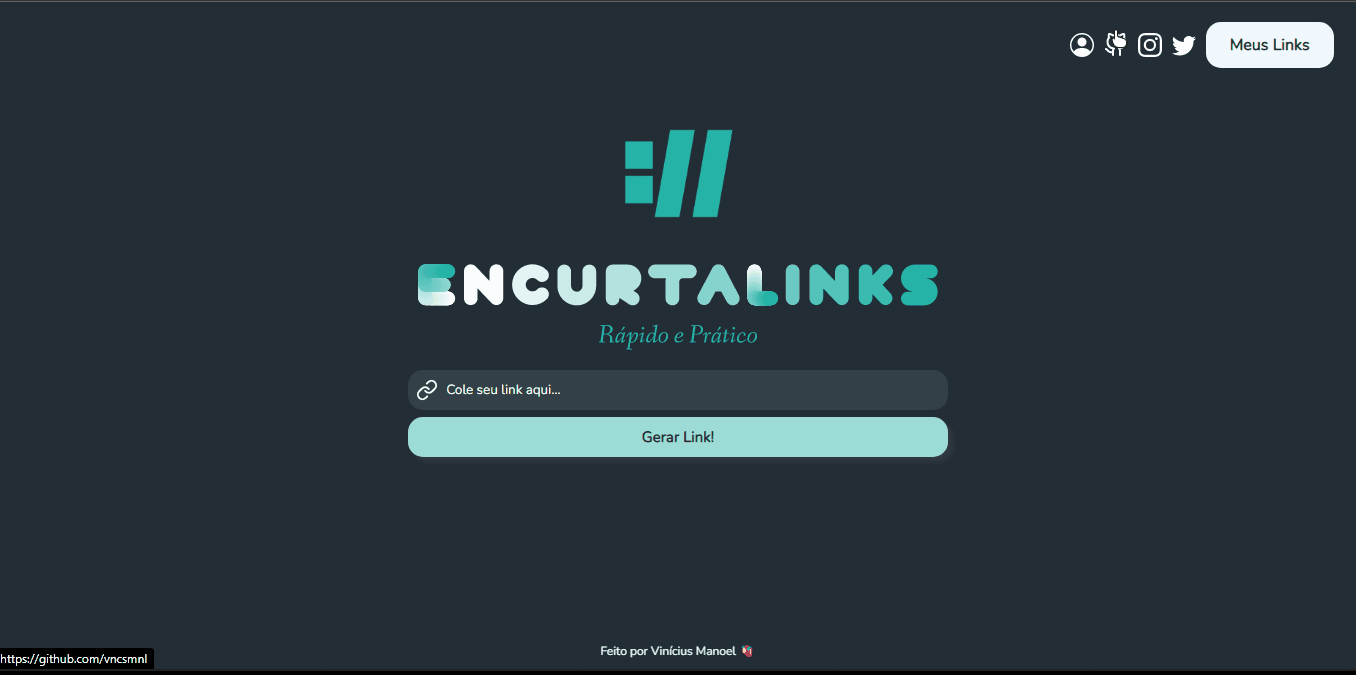 Meus Links
://
ENCURTALINKS
Rápido e Prático
Cole seu link aqui...
Gerar Link!
Feito por Vinícius Manoel
https://github.com/vncsmnl